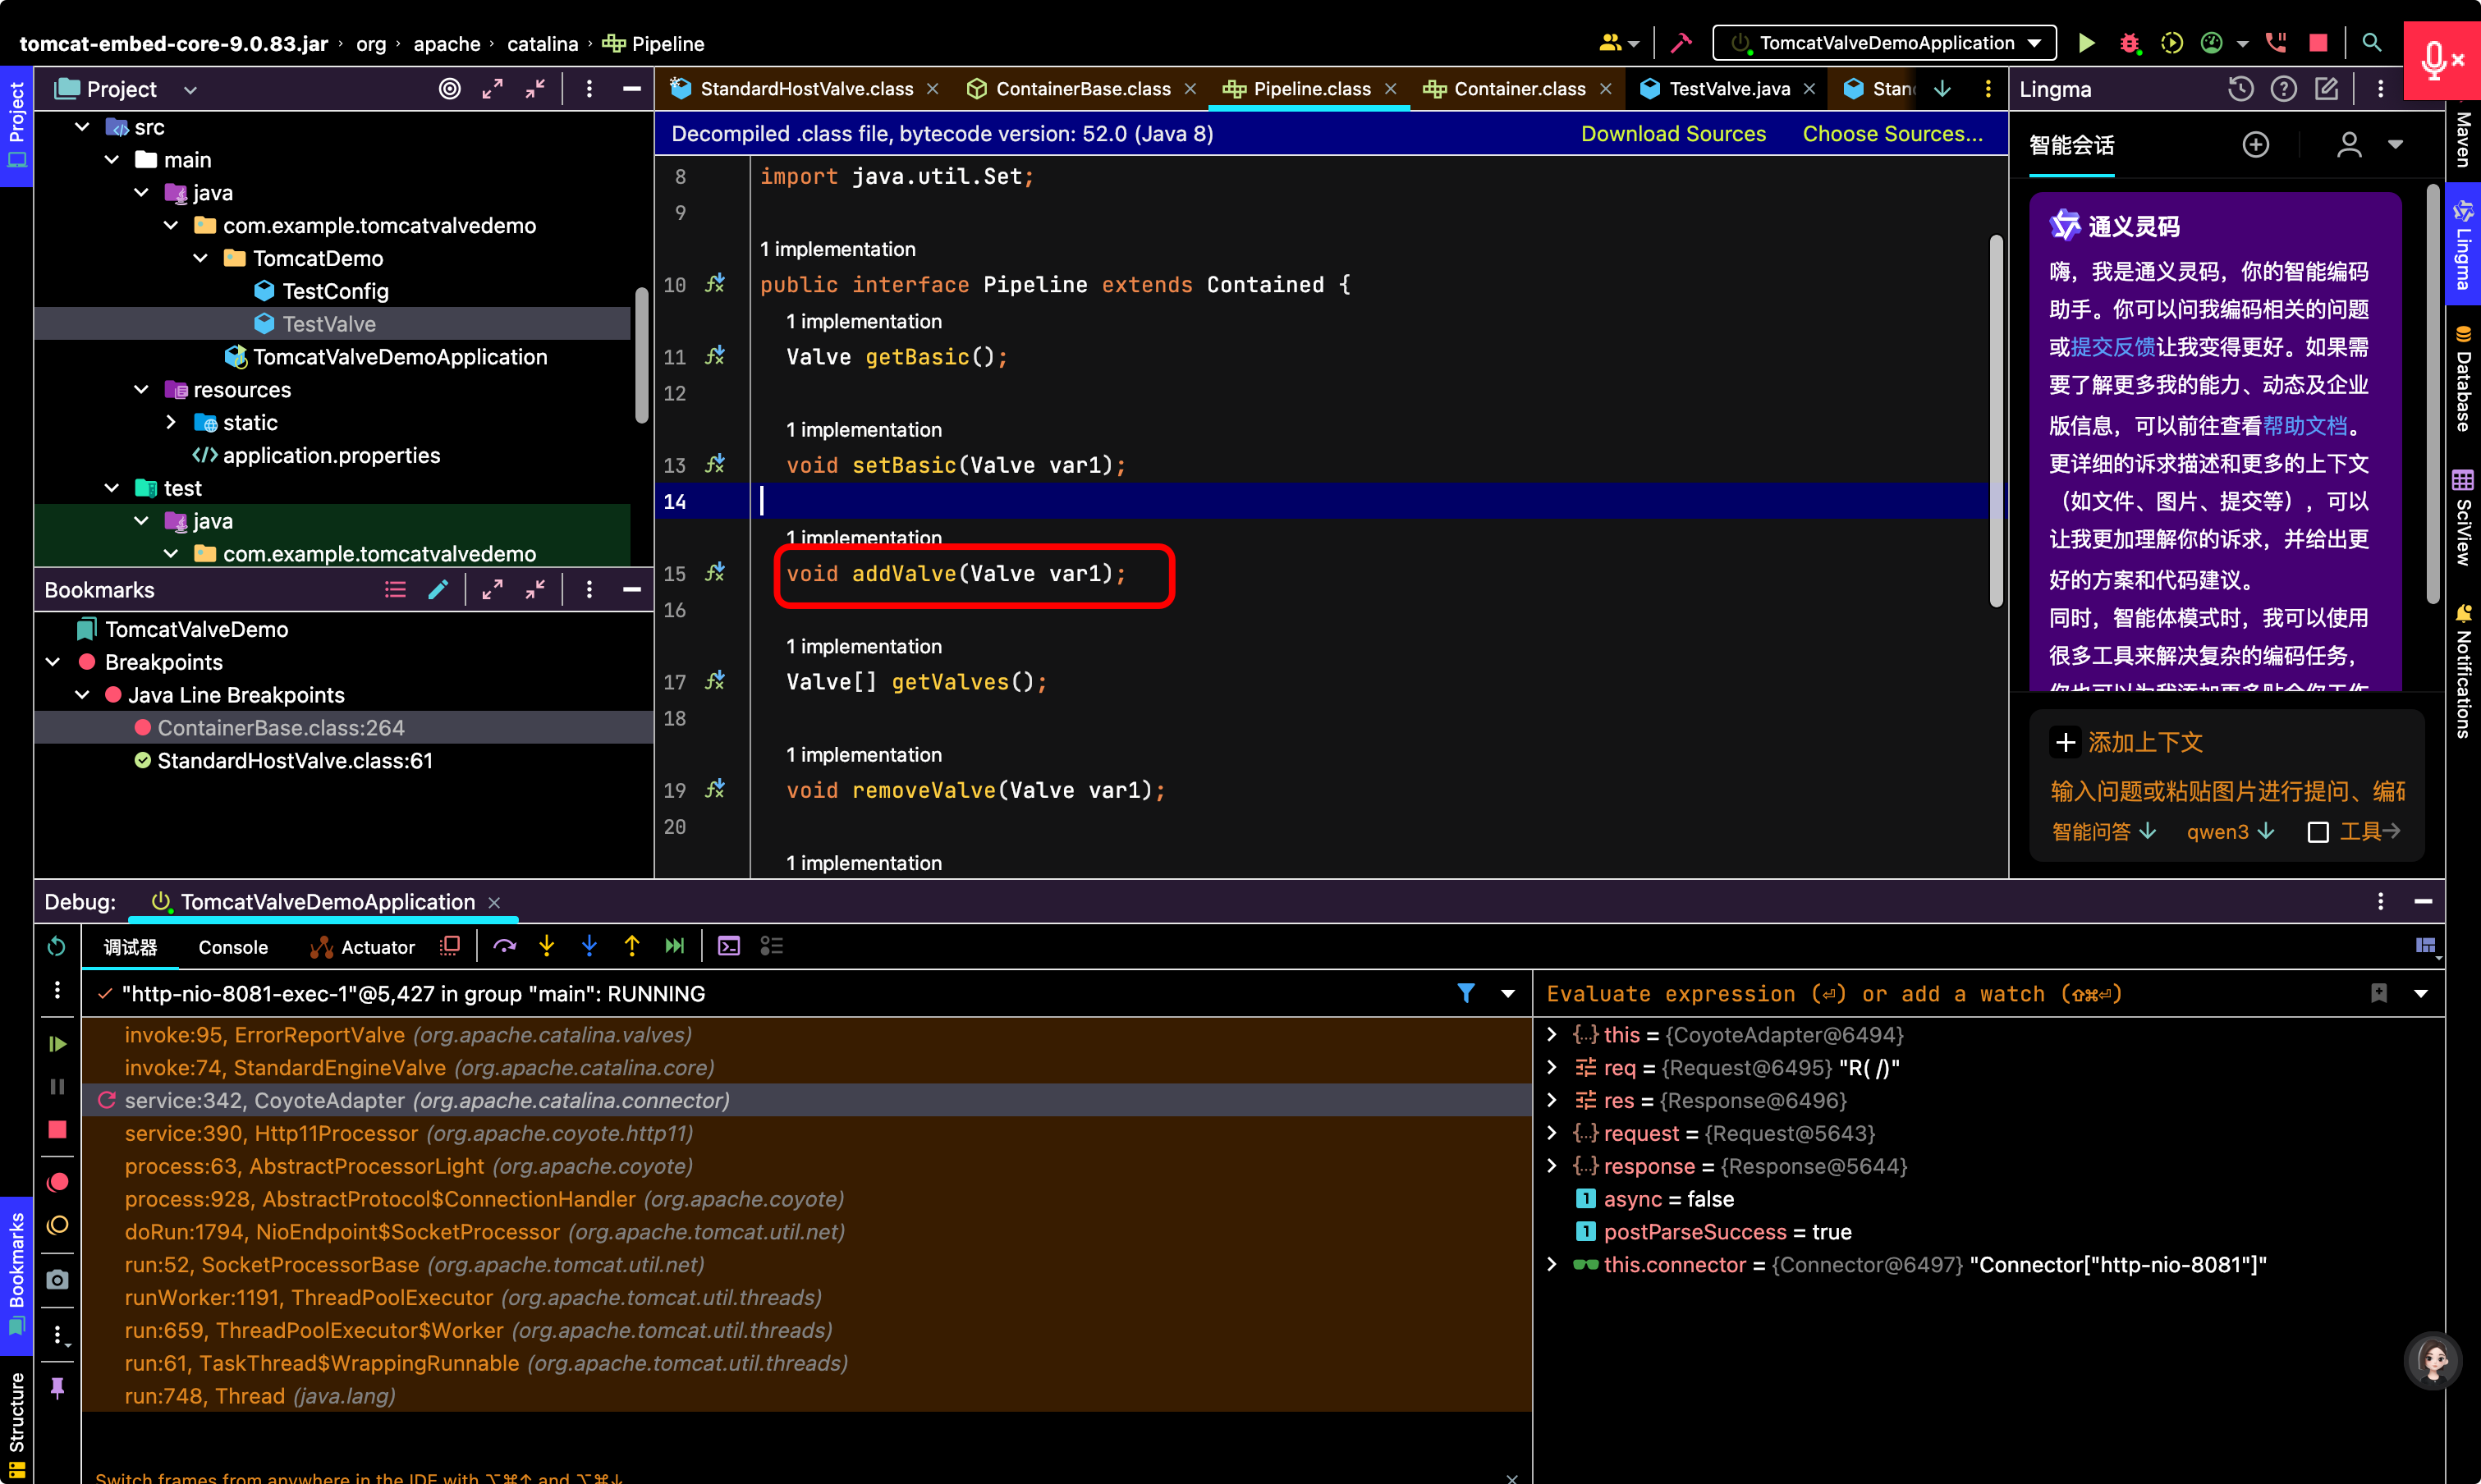 tomcat-embed-core-9.0.83.jar › org › apache › catalina › Pipeline
TomcatValveDemoApplication
Project
StandardHostValve.class
ContainerBase.class
Pipeline.class
Container.class
TestValve.java
Stan
Lingma
Project
src
main
java
com.example.tomcatvalvedemo
TomcatDemo
TestConfig
TestValve
TomcatValveDemoApplication
resources
static
application.properties
test
java
com.example.tomcatvalvedemo
Bookmarks
TomcatValveDemo
Breakpoints
Java Line Breakpoints
ContainerBase.class:264
StandardHostValve.class:61
Decompiled .class file, bytecode version: 52.0 (Java 8)
Download Sources
Choose Sources...
8 import java.util.Set;
9
1 implementation
10 public interface Pipeline extends Contained {
1 implementation
11 Valve getBasic();
12
1 implementation
13 void setBasic(Valve var1);
14
1 implementation
15 void addValve(Valve var1);
16
1 implementation
17 Valve[] getValves();
18
1 implementation
19 void removeValve(Valve var1);
20
1 implementation
智能会话
通义灵码
嗨，我是通义灵码，你的智能编码
助手。你可以问我编码相关的问题
或提交反馈让我变得更好。如果需
要了解更多我的能力、动态及企业
版信息，可以前往查看帮助文档。
更详细的诉求描述和更多的上下文
（如文件、图片、提交等），可以
让我更加理解你的诉求，并给出更
好的方案和代码建议。
同时，智能体模式时，我可以使用
很多工具来解决复杂的编码任务，
你也可以为我添加更多贴合你工作
添加上下文
输入问题或粘贴图片进行提问、编
智能问答
qwen3
工具
Maven
Lingma
Database
SciView
Notifications
Debug:
TomcatValveDemoApplication
调试器
Console
Actuator
"http-nio-8081-exec-1"@5,427 in group "main": RUNNING
invoke:95, ErrorReportValve (org.apache.catalina.valves)
invoke:74, StandardEngineValve (org.apache.catalina.core)
service:342, CoyoteAdapter (org.apache.catalina.connector)
service:390, Http11Processor (org.apache.coyote.http11)
process:63, AbstractProcessorLight (org.apache.coyote)
process:928, AbstractProtocol$ConnectionHandler (org.apache.coyote)
doRun:1794, NioEndpoint$SocketProcessor (org.apache.tomcat.util.net)
run:52, SocketProcessorBase (org.apache.tomcat.util.net)
runWorker:1191, ThreadPoolExecutor (org.apache.tomcat.util.threads)
run:659, ThreadPoolExecutor$Worker (org.apache.tomcat.util.threads)
run:61, TaskThread$WrappingRunnable (org.apache.tomcat.util.threads)
run:748, Thread (java.lang)
Switch frames from anywhere in the IDE with ⌥⌘↑ and ⌥⌘↓
Evaluate expression (⏎) or add a watch (⇧⌘⏎)
this = {CoyoteAdapter@6494}
req = {Request@6495} "R( /)"
res = {Response@6496}
request = {Request@5643}
response = {Response@5644}
async = false
postParseSuccess = true
this.connector = {Connector@6497} "Connector["http-nio-8081"]"
Bookmarks
Structure